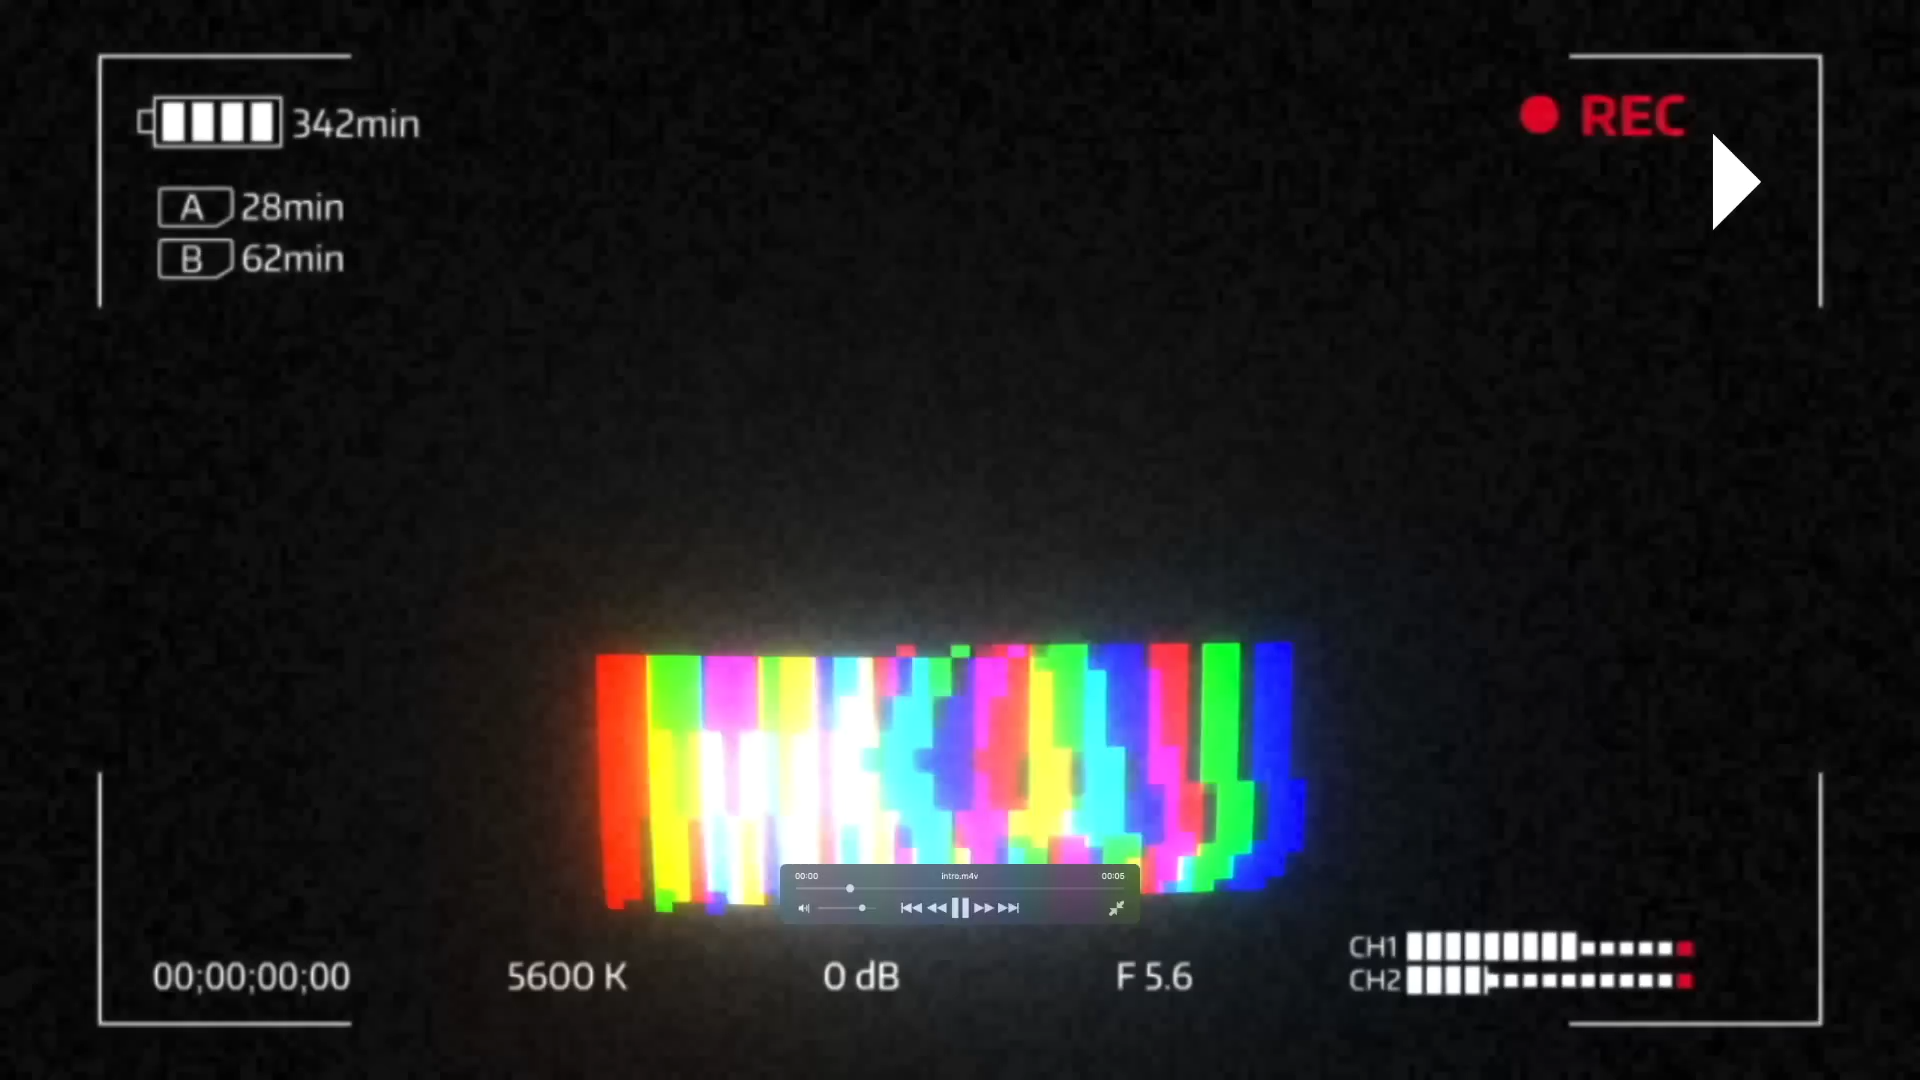 342min
REC
A 28min
B 62min
00:00 intro.m4v 00:05
CH1
00;00;00;00 5600 K 0 dB F 5.6 CH2